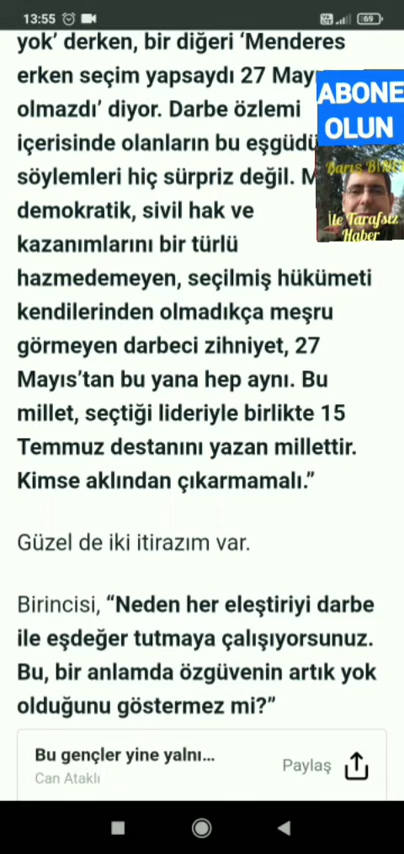 13:55
69
yok’ derken, bir diğeri ‘Menderes
erken seçim yapsaydı 27 May
olmazdı’ diyor. Darbe özlemi
içerisinde olanların bu eşgüdü
söylemleri hiç sürpriz değil. M
demokratik, sivil hak ve
kazanımlarını bir türlü
hazmedemeyen, seçilmiş hükümeti
kendilerinden olmadıkça meşru
görmeyen darbeci zihniyet, 27
Mayıs’tan bu yana hep aynı. Bu
millet, seçtiği lideriyle birlikte 15
Temmuz destanını yazan millettir.
Kimse aklından çıkarmamalı.”
ABONE
OLUN
Barış
İle Tarafsız
Haber
Güzel de iki itirazım var.
Birincisi, “Neden her eleştiriyi darbe
ile eşdeğer tutmaya çalışıyorsunuz.
Bu, bir anlamda özgüvenin artık yok
olduğunu göstermez mi?”
Bu gençler yine yalnı...
Can Ataklı
Paylaş